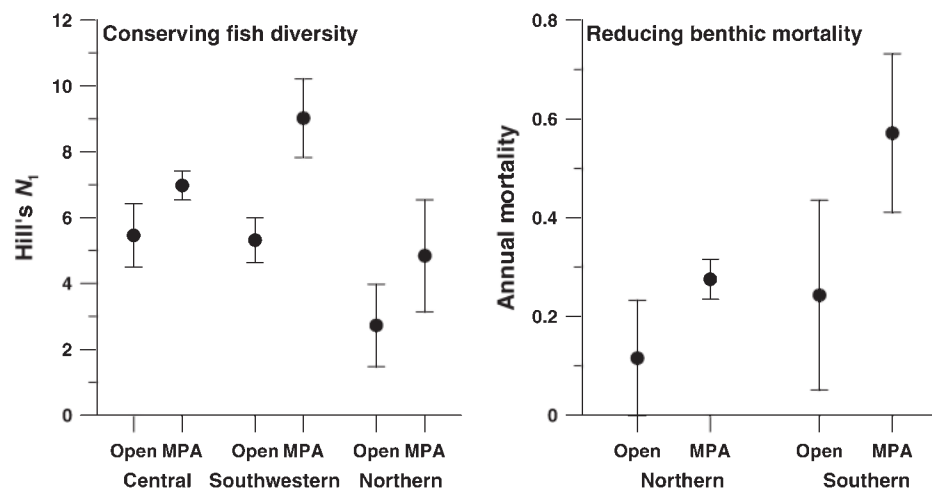 Conserving fish diversity
Hill's N1
12
10
8
6
4
2
0
Open MPA Open MPA Open MPA
Central Southwestern Northern
Reducing benthic mortality
Annual mortality
0.8
0.6
0.4
0.2
0
Open MPA Open MPA
Northern Southern